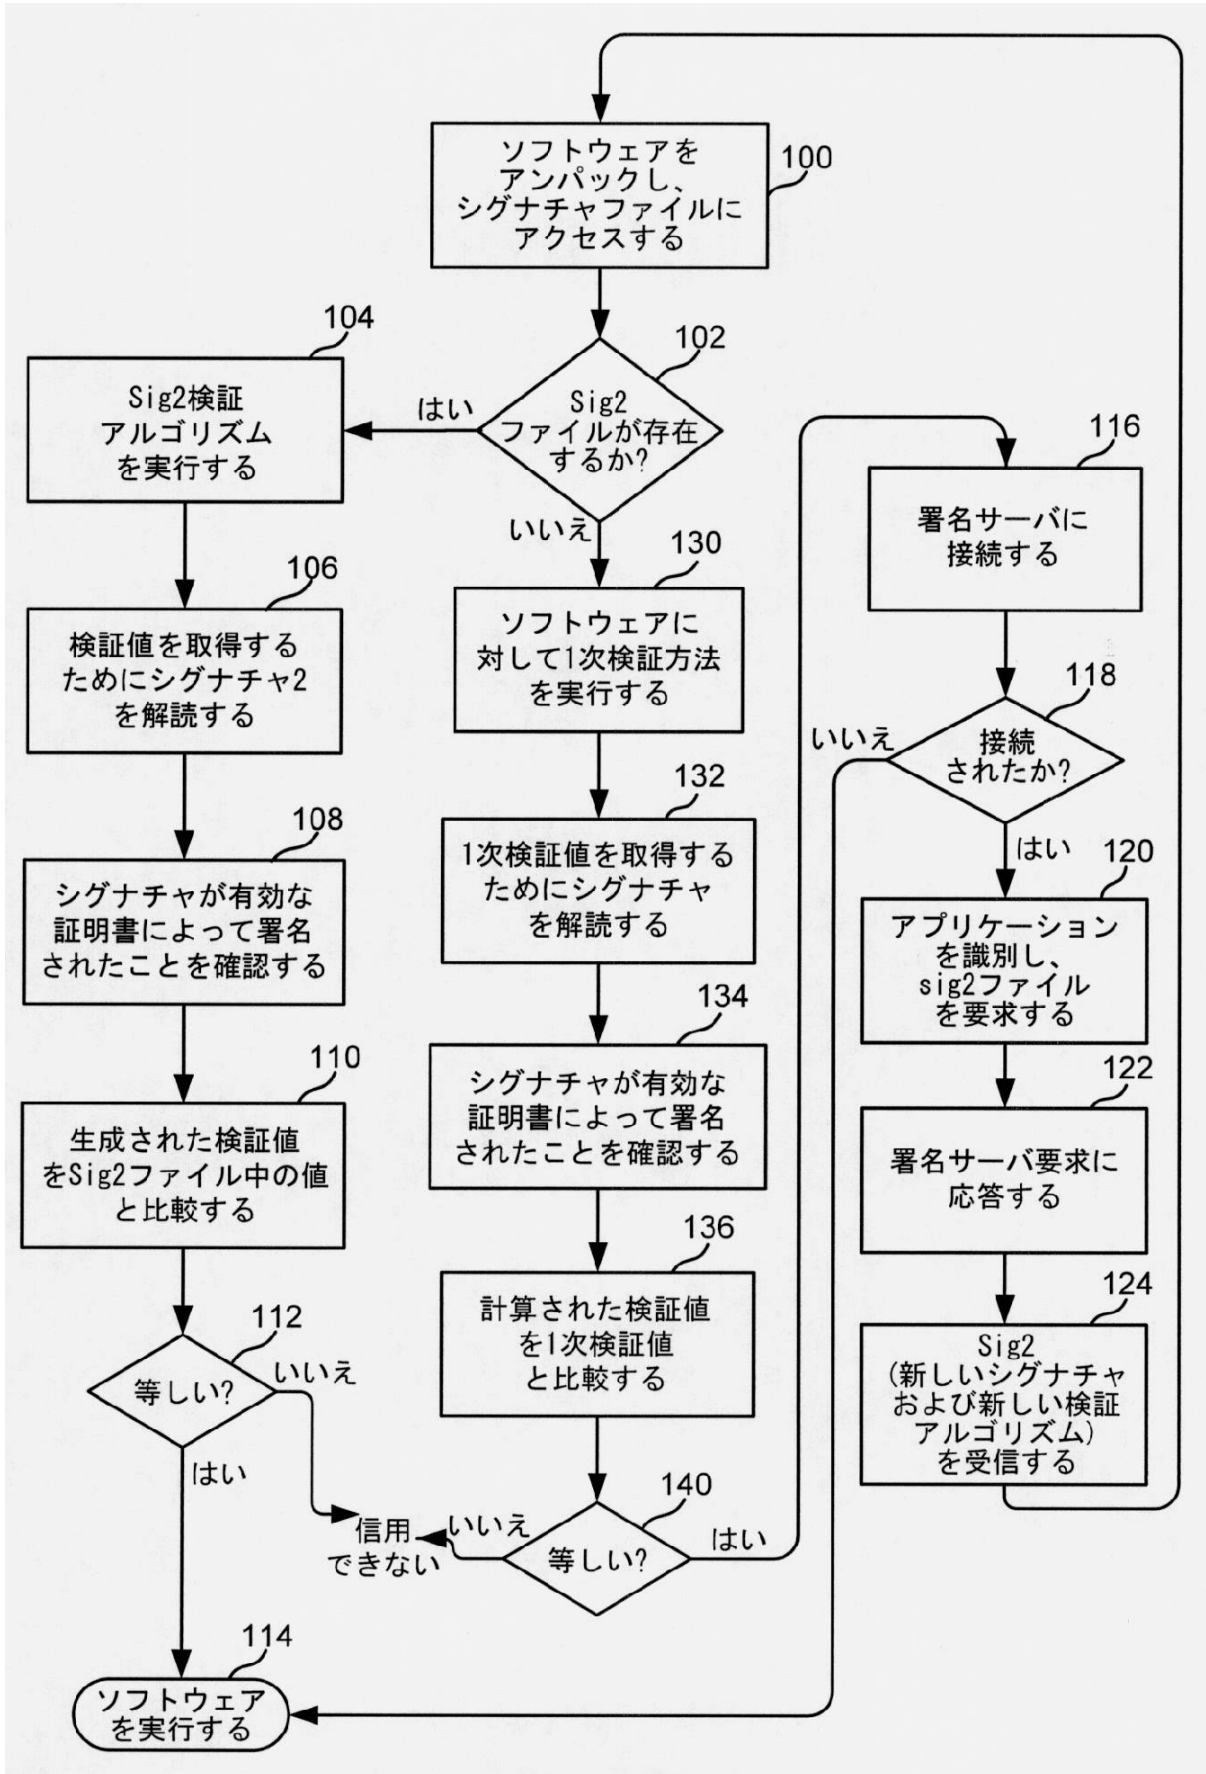 ソフトウェアを
アンパックし、
シグナチャファイルに
アクセスする
100
102
Sig2
ファイルが存在
するか?
はい
いいえ
104
Sig2検証
アルゴリズム
を実行する
106
検証値を取得する
ためにシグナチャ2
を解読する
108
シグナチャが有効な
証明書によって署名
されたことを確認する
110
生成された検証値
をSig2ファイル中の値
と比較する
112
等しい?
いいえ
はい
信用
できない
114
ソフトウェア
を実行する
130
ソフトウェアに
対して1次検証方法
を実行する
132
1次検証値を取得する
ためにシグナチャ
を解読する
134
シグナチャが有効な
証明書によって署名
されたことを確認する
136
計算された検証値
を1次検証値
と比較する
140
等しい?
いいえ
はい
116
署名サーバに
接続する
118
接続
されたか?
いいえ
はい
120
アプリケーション
を識別し、
sig2ファイル
を要求する
122
署名サーバ要求に
応答する
124
Sig2
(新しいシグナチャ
および新しい検証
アルゴリズム)
を受信する